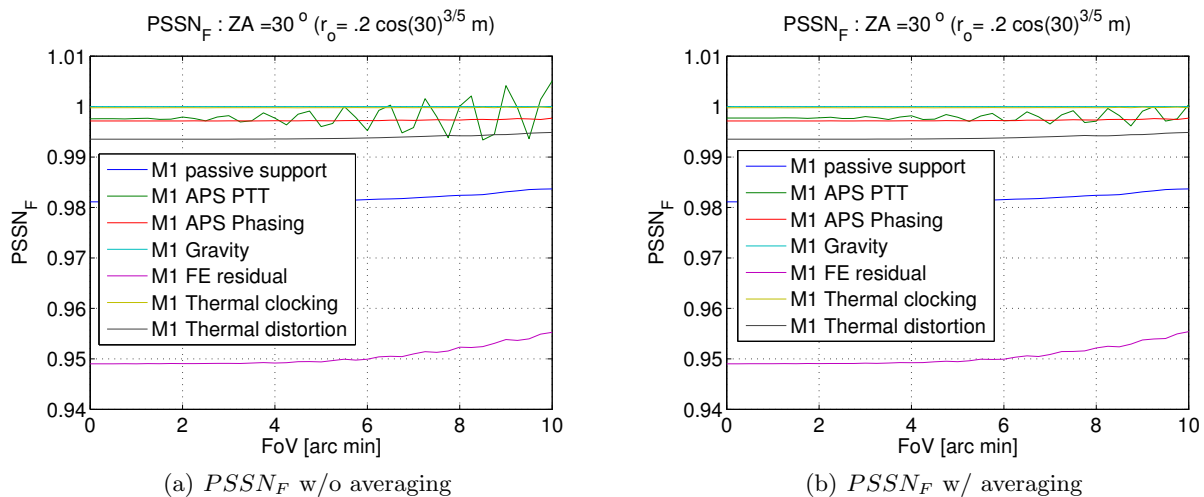 PSSN_F : ZA =30 ° (r_o= .2 cos(30)^3/5 m)
1.01
1
0.99
0.98
0.97
0.96
0.95
0.94
PSSN_F
M1 passive support
M1 APS PTT
M1 APS Phasing
M1 Gravity
M1 FE residual
M1 Thermal clocking
M1 Thermal distortion
0 2 4 6 8 10
FoV [arc min]
(a) PSSN_F w/o averaging
PSSN_F : ZA =30 ° (r_o= .2 cos(30)^3/5 m)
1.01
1
0.99
0.98
0.97
0.96
0.95
0.94
PSSN_F
M1 passive support
M1 APS PTT
M1 APS Phasing
M1 Gravity
M1 FE residual
M1 Thermal clocking
M1 Thermal distortion
0 2 4 6 8 10
FoV [arc min]
(b) PSSN_F w/ averaging